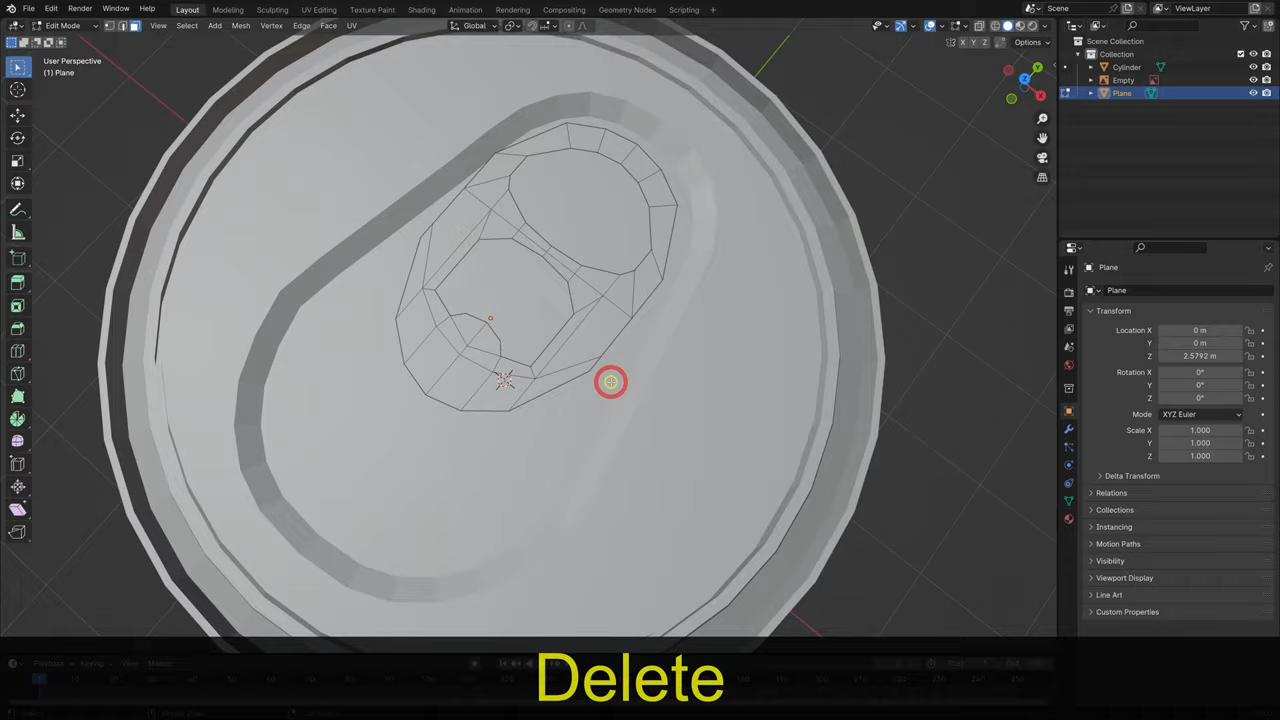 File Edit Render Window Help Layout Modeling Sculpting UV Editing Texture Paint Shading Animation Rendering Compositing Geometry Nodes Scripting + Scene ViewLayer
Edit Mode View Select Add Mesh Vertex Edge Face UV Global
X Y Z Options
User Perspective
(1) Plane
Scene Collection
Collection
Cylinder
Empty
Plane
Y
Z
X
Plane
Plane
Transform
Location X 0 m
Y 0 m
Z 2.5792 m
Rotation X 0°
Y 0°
Z 0°
Mode XYZ Euler
Scale X 1.000
Y 1.000
Z 1.000
Delta Transform
Relations
Collections
Instancing
Motion Paths
Visibility
Viewport Display
Line Art
Custom Properties
Playback Keying View Marker
Delete